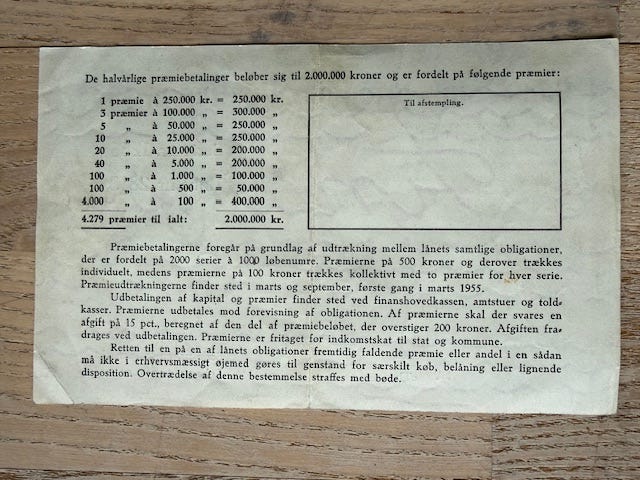 De halvårlige præmiebetalinger beløber sig til 2.000.000 kroner og er fordelt på følgende præmier:
1 præmie à 250.000 kr. = 250.000 kr.
3 præmier à 100.000 „ = 300.000 „
5 „ à 50.000 „ = 250.000 „
10 „ à 25.000 „ = 250.000 „
20 „ à 10.000 „ = 200.000 „
40 „ à 5.000 „ = 200.000 „
100 „ à 1.000 „ = 100.000 „
100 „ à 500 „ = 50.000 „
4.000 „ à 100 „ = 400.000 „
4.279 præmier til ialt: 2.000.000 kr.
Til afstempling.
Præmiebetalingerne foregår på grundlag af udtrækning mellem lånets samtlige obligationer,
der er fordelt på 2000 serier à 1000 løbenumre. Præmierne på 500 kroner og derover trækkes
individuelt, medens præmierne på 100 kroner trækkes kollektivt med to præmier for hver serie.
Præmieudtrækningerne finder sted i marts og september, første gang i marts 1955.
Udbetalingen af kapital og præmier finder sted ved finanshovedkassen, amtstuer og told-
kasser. Præmierne udbetales mod forevisning af obligationen. Af præmierne skal der svares en
afgift på 15 pct., beregnet af den del af præmiebeløbet, der overstiger 200 kroner. Afgiften fra-
drages ved udbetalingen. Præmierne er fritaget for indkomstskat til stat og kommune.
Retten til en på en af lånets obligationer fremtidig faldende præmie eller andel i en sådan
må ikke i erhvervsmæssigt øjemed gøres til genstand for særskilt køb, belåning eller lignende
disposition. Overtrædelse af denne bestemmelse straffes med bøde.